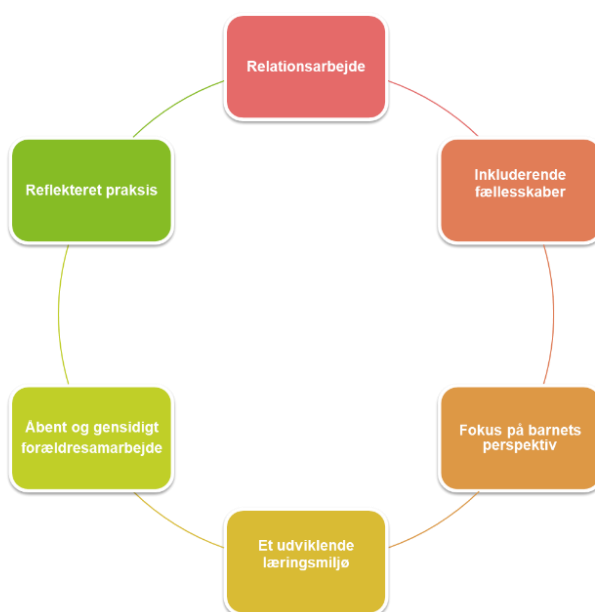 Relationsarbejde
Inkluderende
fællesskaber
Fokus på barnets
perspektiv
Et udviklende
læringsmiljø
Åbent og gensidigt
forældresamarbejde
Reflekteret praksis